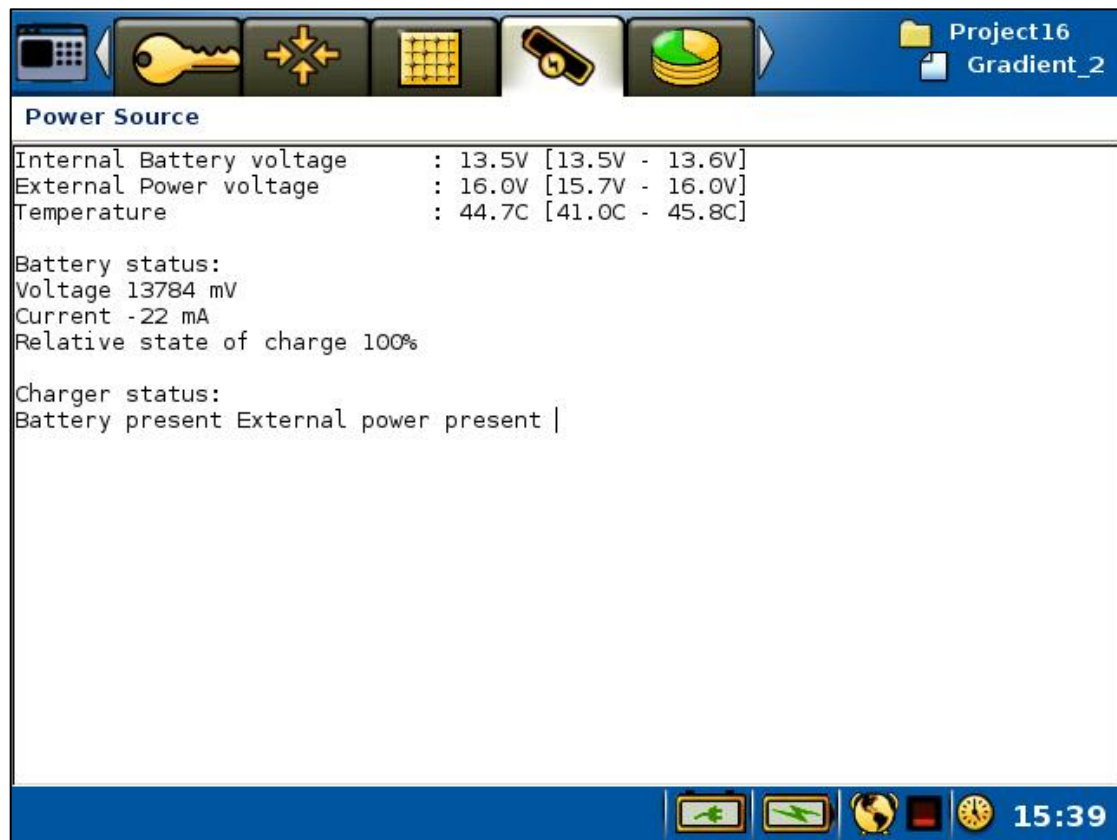 Project16
Gradient_2
Power Source
Internal Battery voltage : 13.5V [13.5V - 13.6V]
External Power voltage : 16.0V [15.7V - 16.0V]
Temperature : 44.7C [41.0C - 45.8C]
Battery status:
Voltage 13784 mV
Current -22 mA
Relative state of charge 100%
Charger status:
Battery present External power present
15:39